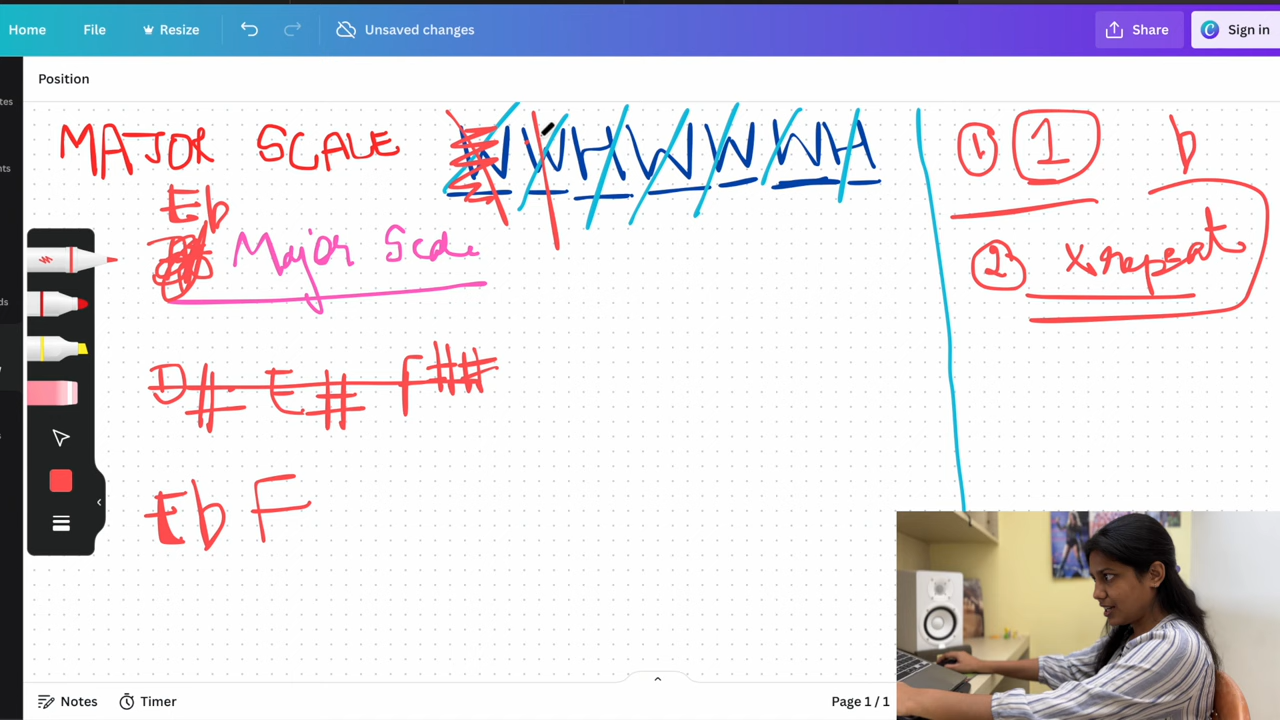 Home File Resize Unsaved changes Share Sign in
Position
MAJOR SCALE W W H W W W H
① 1 b
Eb
Major Scale
② x repeat
D# E# F##
Eb F
Notes Timer Page 1 / 1